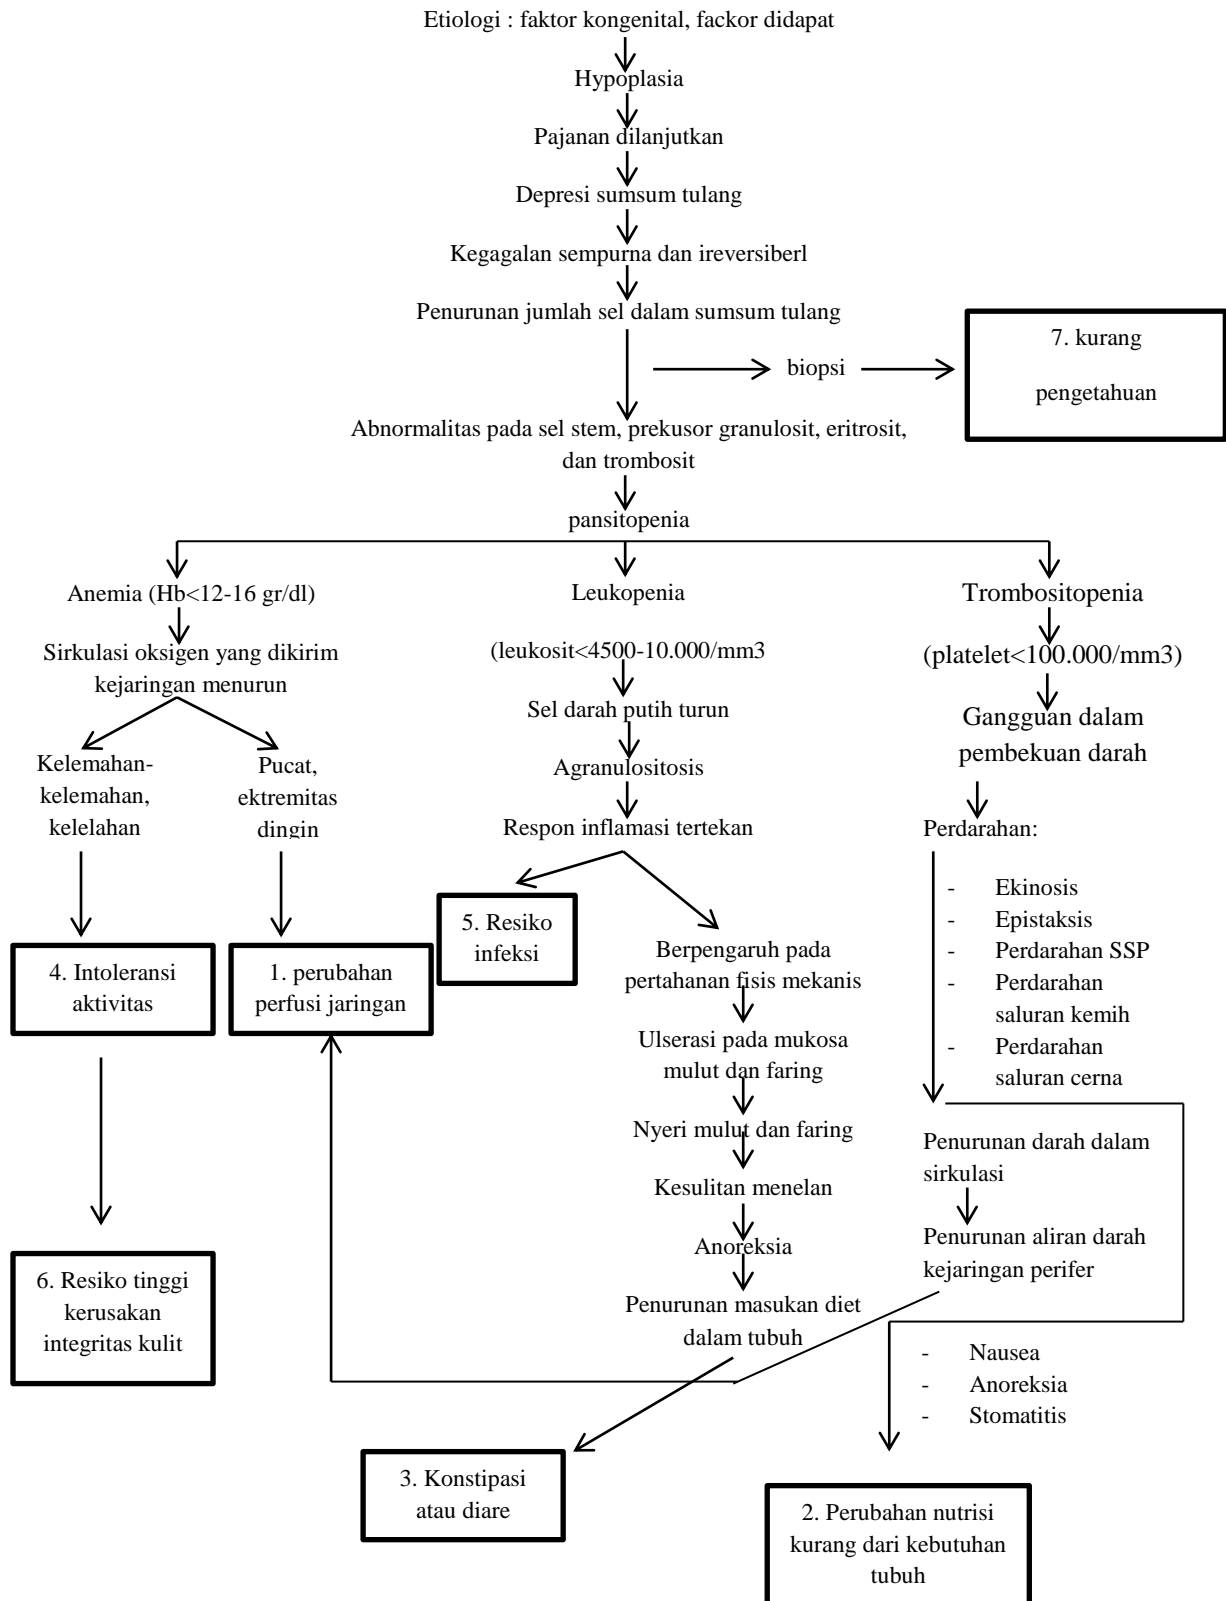 Etiologi : faktor kongenital, fackor didapat
Hypoplasia
Pajanan dilanjutkan
Depresi sumsum tulang
Kegagalan sempurna dan ireversiberl
Penurunan jumlah sel dalam sumsum tulang
biopsi
7. kurang
pengetahuan
Abnormalitas pada sel stem, prekusor granulosit, eritrosit,
dan trombosit
pansitopenia
Anemia (Hb<12-16 gr/dl)
Sirkulasi oksigen yang dikirim
kejaringan menurun
Kelemahan-
kelemahan,
kelelahan
Pucat,
ektremitas
dingin
4. Intoleransi
aktivitas
1. perubahan
perfusi jaringan
6. Resiko tinggi
kerusakan
integritas kulit
Leukopenia
(leukosit<4500-10.000/mm3
Sel darah putih turun
Agranulositosis
Respon inflamasi tertekan
5. Resiko
infeksi
Berpengaruh pada
pertahanan fisis mekanis
Ulserasi pada mukosa
mulut dan faring
Nyeri mulut dan faring
Kesulitan menelan
Anoreksia
Penurunan masukan diet
dalam tubuh
3. Konstipasi
atau diare
Trombositopenia
(platelet<100.000/mm3)
Gangguan dalam
pembekuan darah
Perdarahan:
- Ekinosis
- Epistaksis
- Perdarahan SSP
- Perdarahan
saluran kemih
- Perdarahan
saluran cerna
Penurunan darah dalam
sirkulasi
Penurunan aliran darah
kejaringan perifer
- Nausea
- Anoreksia
- Stomatitis
2. Perubahan nutrisi
kurang dari kebutuhan
tubuh